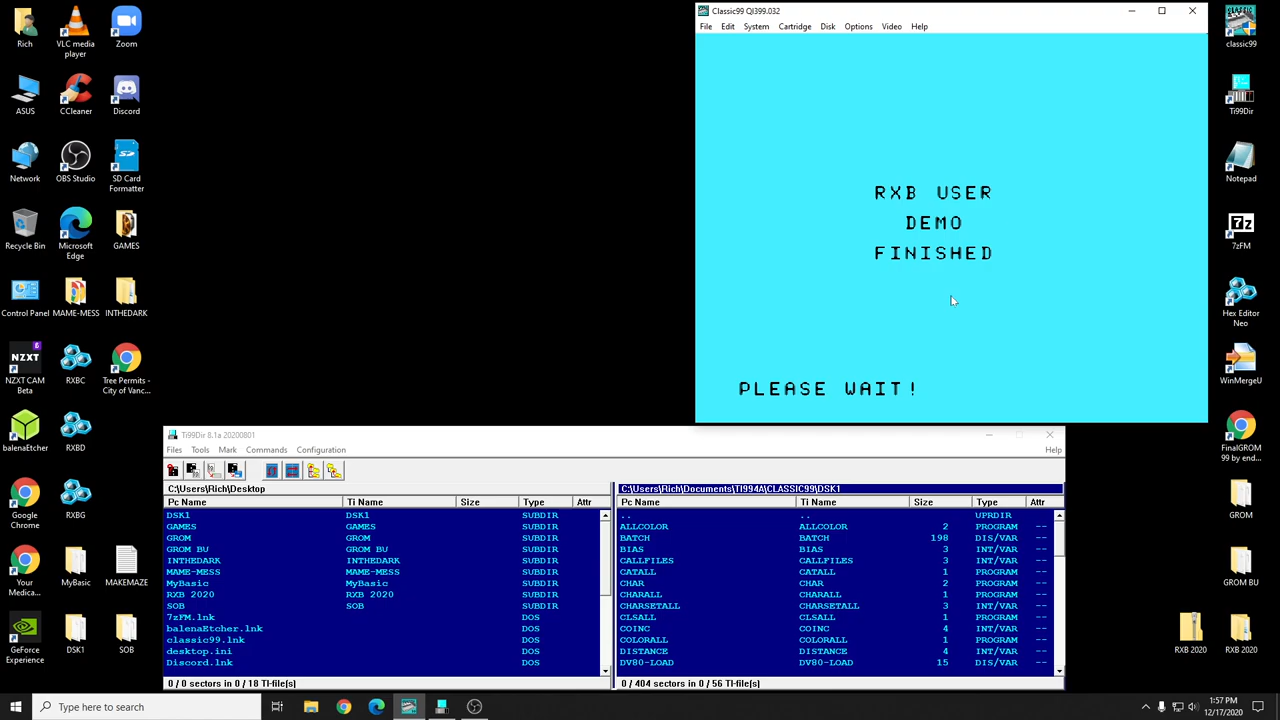 Rich
VLC media
player
Zoom
ASUS
CCleaner
Discord
Network
OBS Studio
SD Card
Formatter
Recycle Bin
Microsoft
Edge
GAMES
Control Panel
MAME-MESS
INTHEDARK
NZXT
NZXT CAM
Beta
RXBC
Tree Permits -
City of Vanc...
balenaEtcher
RXBD
Google
Chrome
RXBG
Your
Medica...
MyBasic
MAKEMAZE
GeForce
Experience
DSK1
SOB
Classic99 QI399.032
File Edit System Cartridge Disk Options Video Help
RXB USER
DEMO
FINISHED
PLEASE WAIT!
classic99
Ti99Dir
Notepad
7z
7zFM
Hex Editor
Neo
WinMergeU
FinalGROM
99 by end...
GROM
GROM BU
RXB 2020
RXB 2020
Ti99Dir 8.1a 20200801
Files Tools Mark Commands Configuration Help
C:\Users\Rich\Desktop
Pc Name Ti Name Size Type Attr
DSK1 DSK1 SUBDIR
GAMES GAMES SUBDIR
GROM GROM SUBDIR
GROM BU GROM BU SUBDIR
INTHEDARK INTHEDARK SUBDIR
MAME-MESS MAME-MESS SUBDIR
MyBasic MyBasic SUBDIR
RXB 2020 RXB 2020 SUBDIR
SOB SOB SUBDIR
7zFM.lnk DOS
balenaEtcher.lnk DOS
classic99.lnk DOS
desktop.ini DOS
Discord.lnk DOS
0 / 0 sectors in 0 / 18 TI-file(s)
C:\Users\Rich\Documents\TI994A\CLASSIC99\DSK1
Pc Name Ti Name Size Type Attr
.. .. UPRDIR
ALLCOLOR ALLCOLOR 2 PROGRAM --
BATCH BATCH 198 DIS/VAR --
BIAS BIAS 3 INT/VAR --
CALLFILES CALLFILES 3 INT/VAR --
CATALL CATALL 1 PROGRAM --
CHAR CHAR 2 PROGRAM --
CHARALL CHARALL 1 PROGRAM --
CHARSETALL CHARSETALL 3 INT/VAR --
CLSALL CLSALL 1 PROGRAM --
COINC COINC 4 INT/VAR --
COLORALL COLORALL 1 PROGRAM --
DISTANCE DISTANCE 4 INT/VAR --
DV80-LOAD DV80-LOAD 15 DIS/VAR --
0 / 404 sectors in 0 / 56 TI-file(s)
Type here to search
1:57 PM
12/17/2020